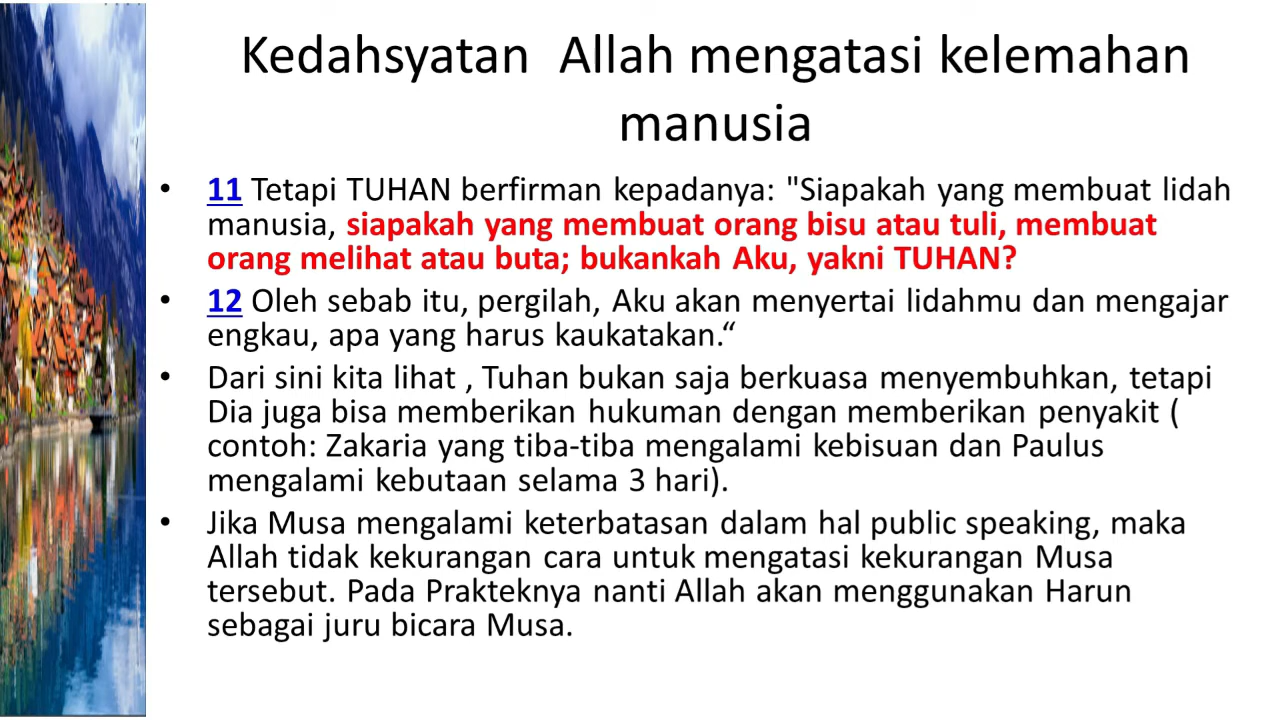 Kedahsyatan  Allah mengatasi kelemahan
manusia
• 11 Tetapi TUHAN berfirman kepadanya: "Siapakah yang membuat lidah
manusia, siapakah yang membuat orang bisu atau tuli, membuat
orang melihat atau buta; bukankah Aku, yakni TUHAN?
• 12 Oleh sebab itu, pergilah, Aku akan menyertai lidahmu dan mengajar
engkau, apa yang harus kaukatakan.“
• Dari sini kita lihat , Tuhan bukan saja berkuasa menyembuhkan, tetapi
Dia juga bisa memberikan hukuman dengan memberikan penyakit (
contoh: Zakaria yang tiba-tiba mengalami kebisuan dan Paulus
mengalami kebutaan selama 3 hari).
• Jika Musa mengalami keterbatasan dalam hal public speaking, maka
Allah tidak kekurangan cara untuk mengatasi kekurangan Musa
tersebut. Pada Prakteknya nanti Allah akan menggunakan Harun
sebagai juru bicara Musa.